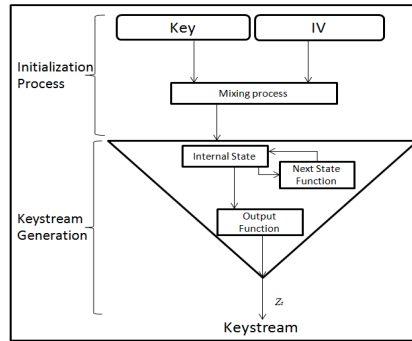 Key
IV
Initialization
Process
Mixing process
Internal State
Next State
Function
Keystream
Generation
Output
Function
Zₜ
Keystream